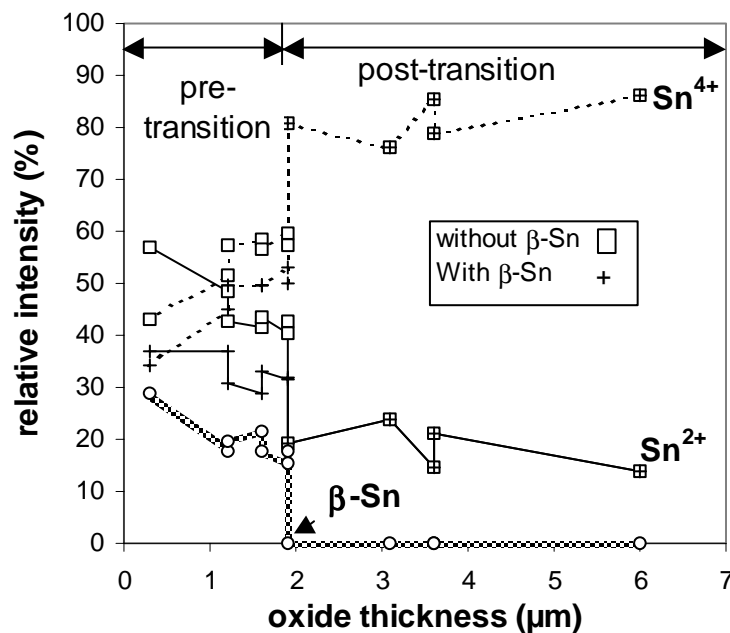 100
90
80
70
60
50
40
30
20
10
0
relative intensity (%)
pre-
transition
post-transition
Sn4+
without β-Sn
With β-Sn
Sn2+
β-Sn
0 1 2 3 4 5 6 7
oxide thickness (µm)